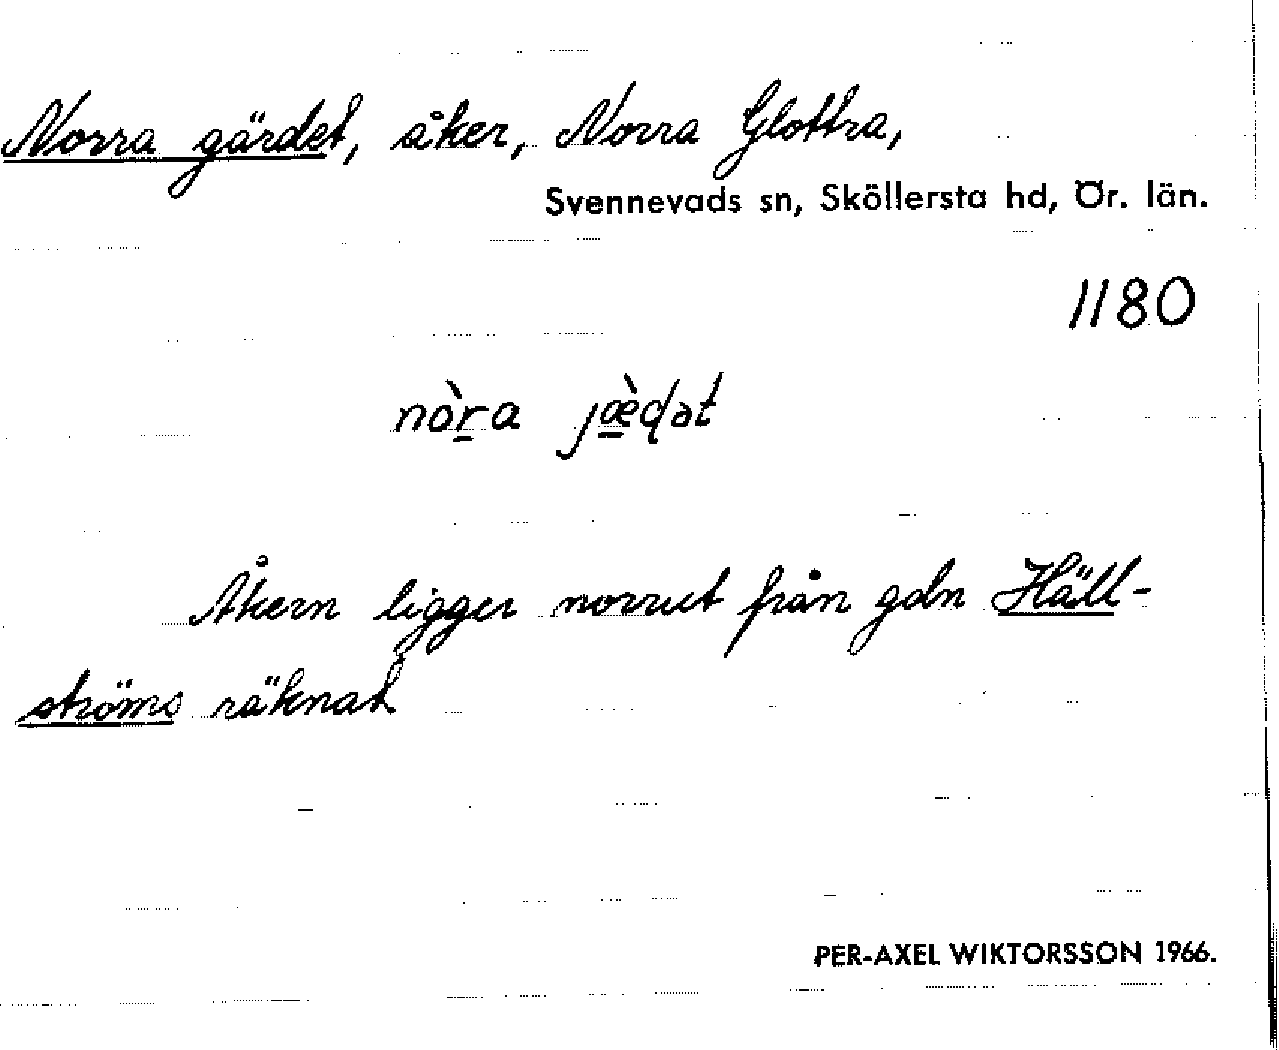 Norra gärdet, åker, Norra Glottra,
Svennevads sn, Sköllersta hd, Ör. län.
1180
nòr̲a jæ̲̀ɖət
Åkern ligger norrut från gdn Häll-
ströms räknat
PER-AXEL WIKTORSSON 1966.